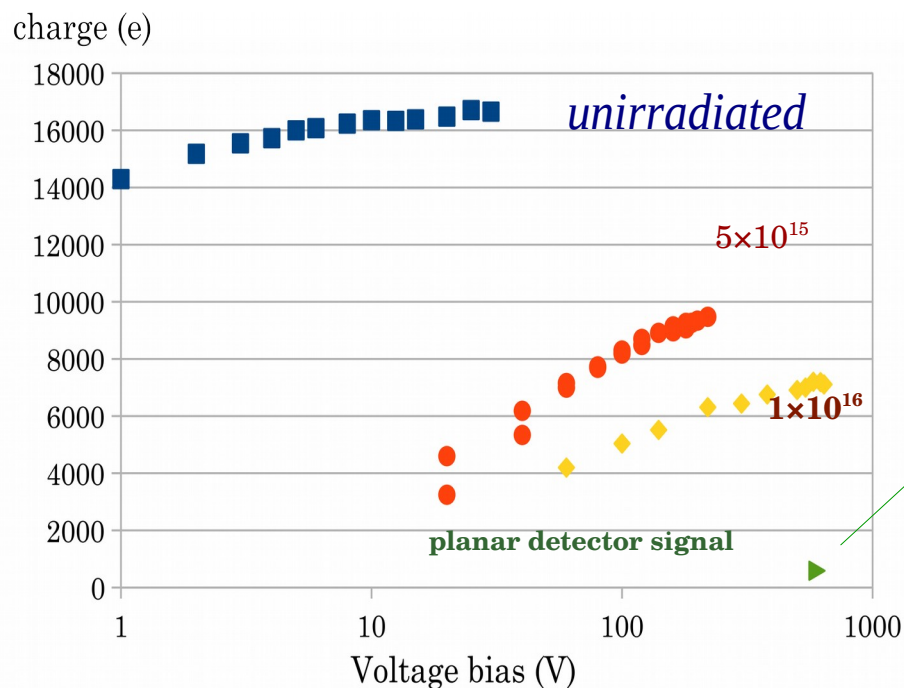 charge (e)
18000
16000
unirradiated
14000
12000
5×10¹⁵
10000
8000
6000
1×10¹⁶
4000
2000
planar detector signal
0
1 10 100 1000
Voltage bias (V)